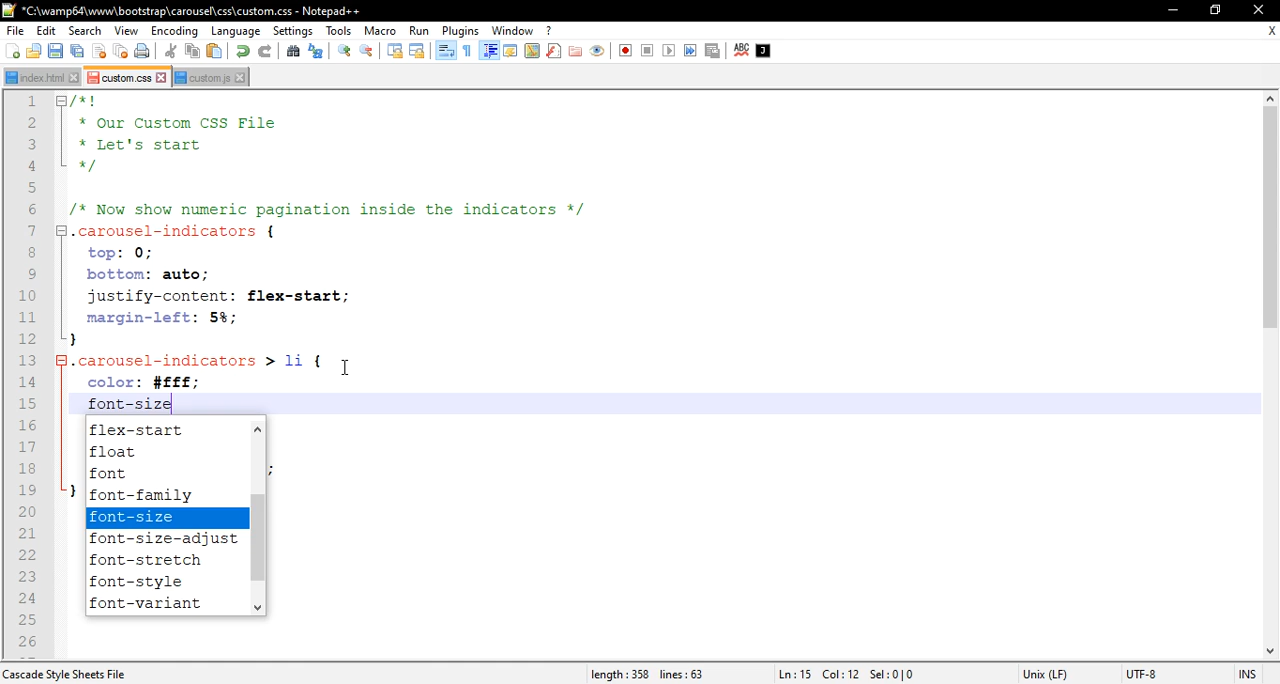 *C:\wamp64\www\bootstrap\carousel\css\custom.css - Notepad++
File Edit Search View Encoding Language Settings Tools Macro Run Plugins Window ? X
index.html custom.css custom.js
1 /*!
2 * Our Custom CSS File
3 * Let's start
4 */
5
6 /* Now show numeric pagination inside the indicators */
7 .carousel-indicators {
8 top: 0;
9 bottom: auto;
10 justify-content: flex-start;
11 margin-left: 5%;
12 }
13 .carousel-indicators > li {
14 color: #fff;
15 font-size
16 flex-start
17 float
font
18 ;
19 }
font-family
20 font-size
21 font-size-adjust
22 font-stretch
23 font-style
24 font-variant
25
26
Cascade Style Sheets File length : 358 lines : 63 Ln : 15 Col : 12 Sel : 0 | 0 Unix (LF) UTF-8 INS